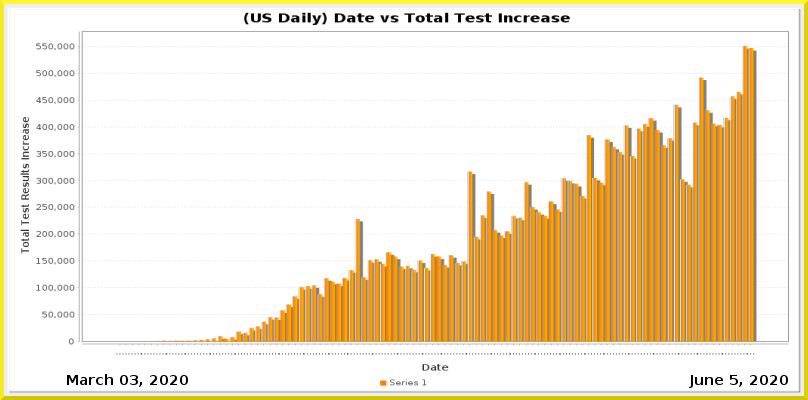 (US Daily) Date vs Total Test Increase
Total Test Results Increase
550,000
500,000
450,000
400,000
350,000
300,000
250,000
200,000
150,000
100,000
50,000
0
Date
March 03, 2020
June 5, 2020
Series 1